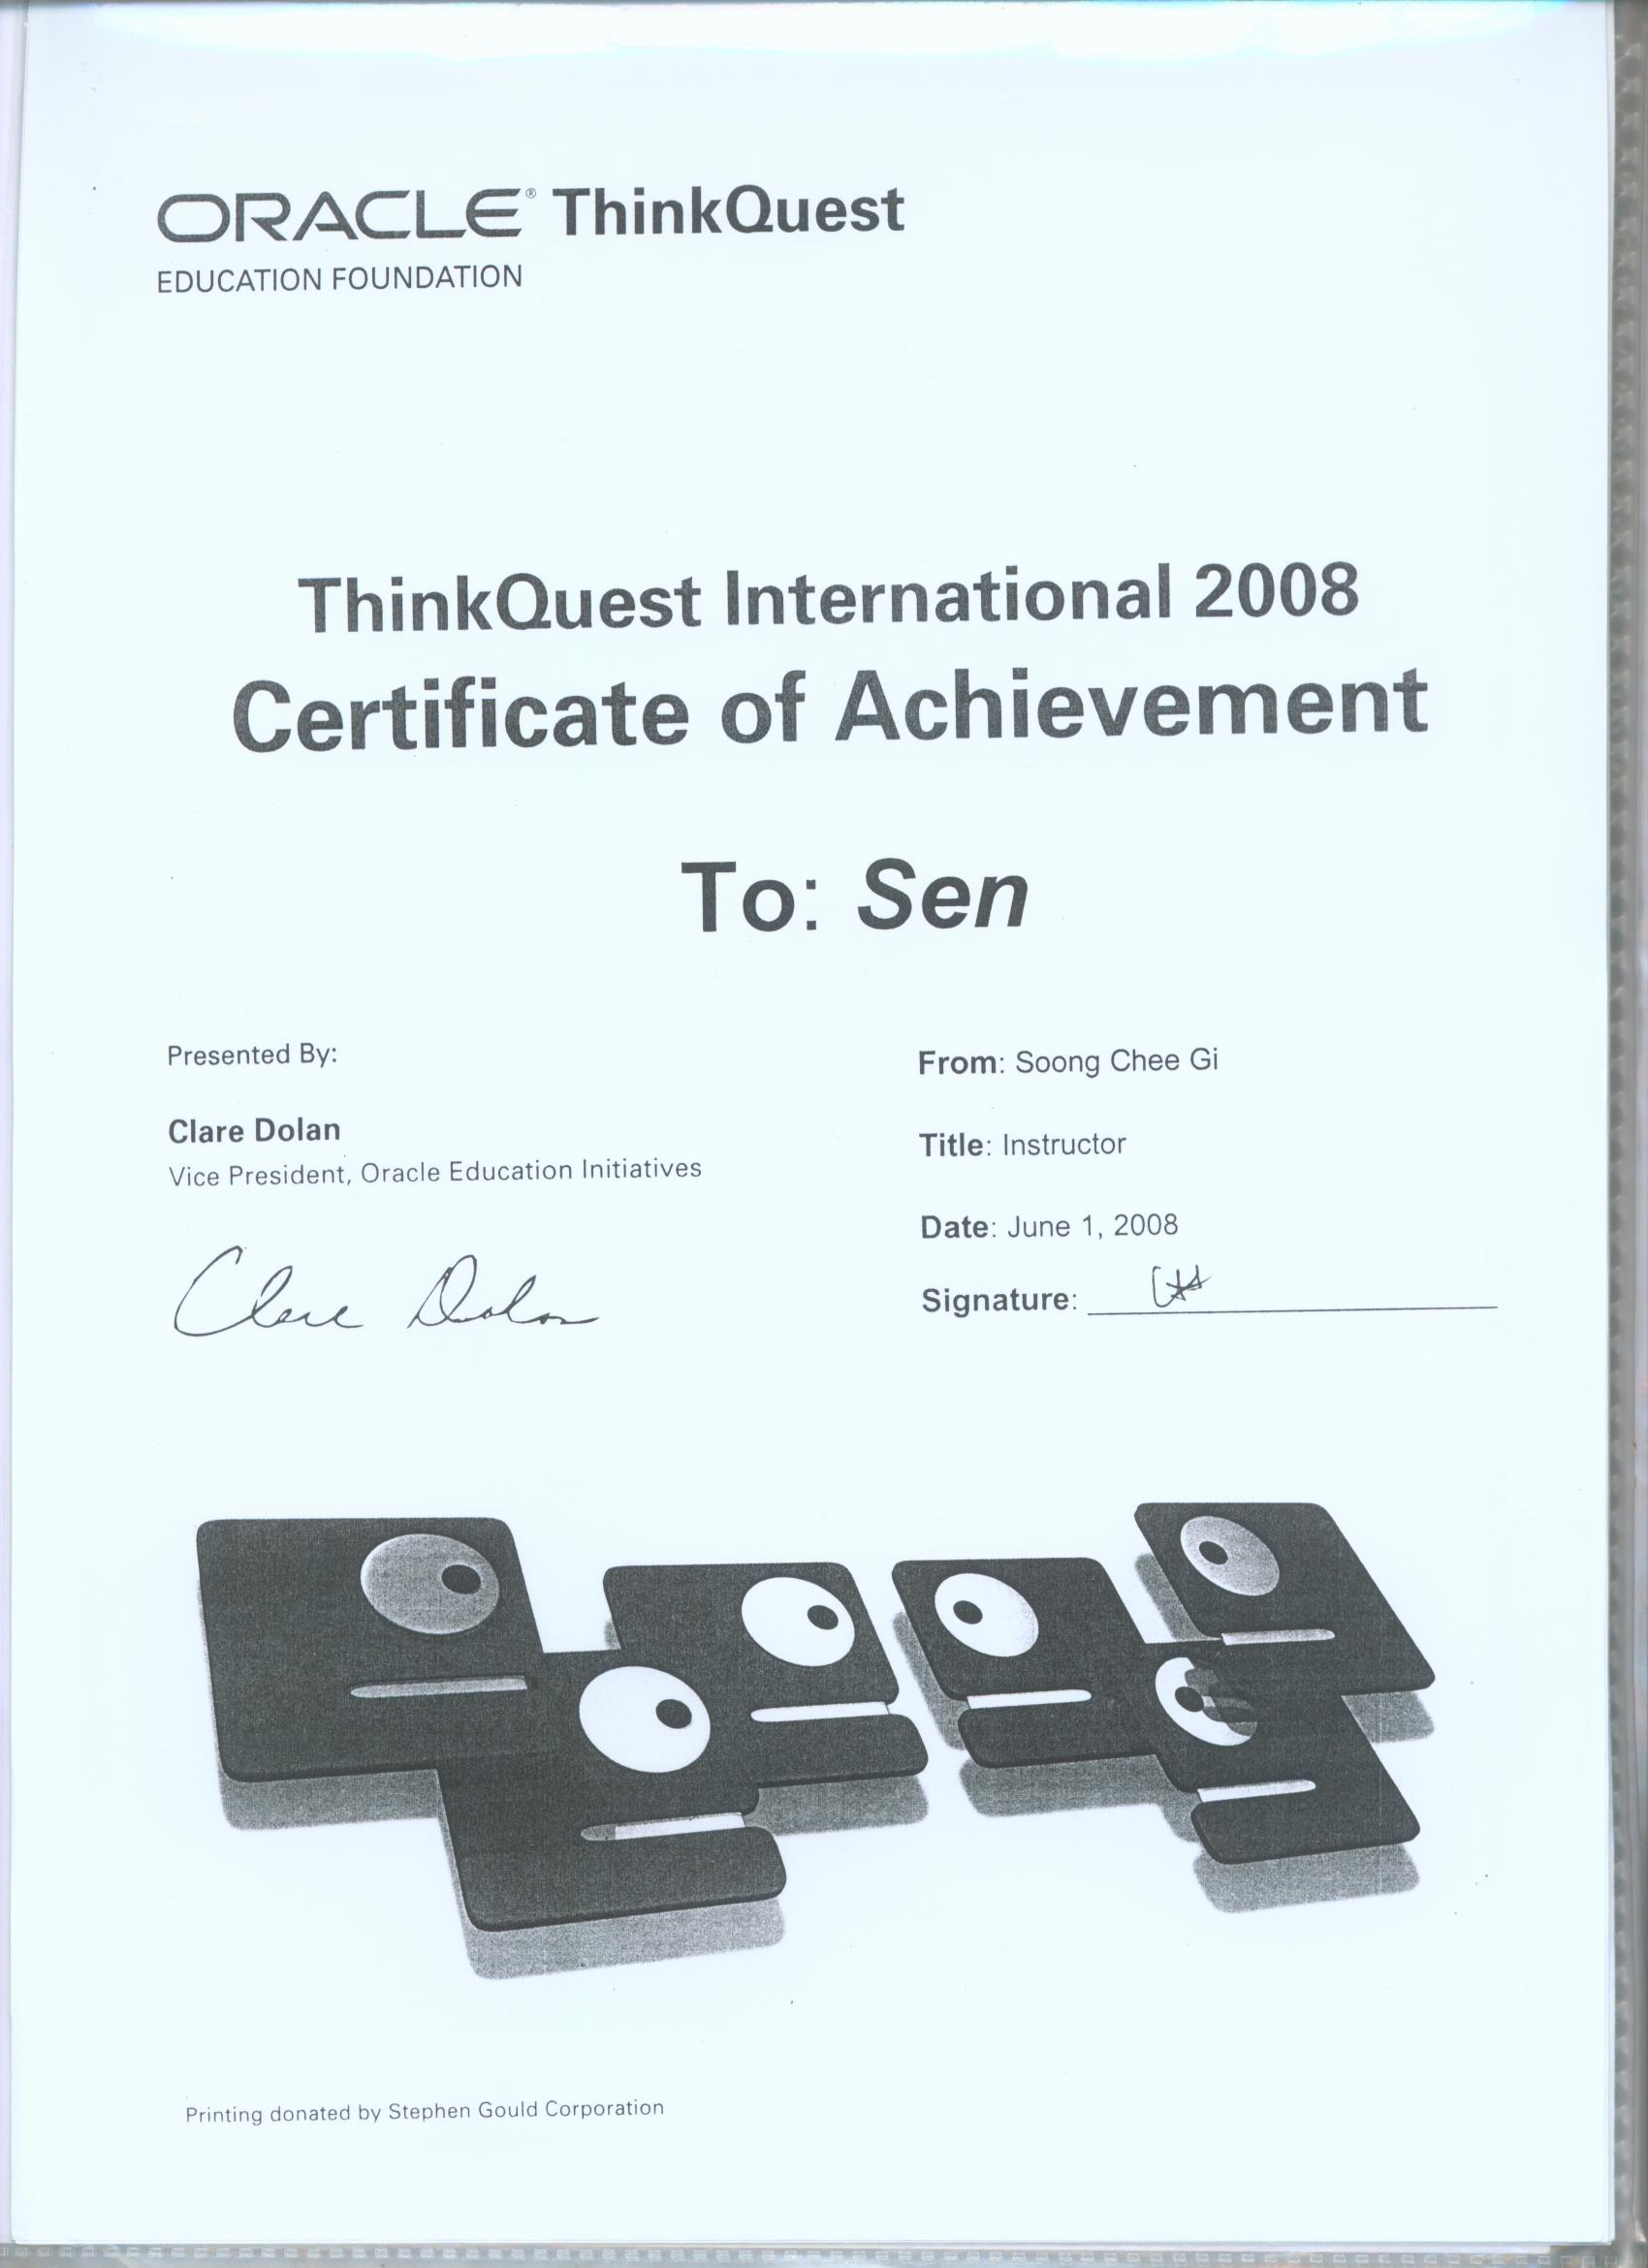 ORACLE® ThinkQuest
EDUCATION FOUNDATION
ThinkQuest International 2008
Certificate of Achievement
To: Sen
Presented By:
Clare Dolan
Vice President, Oracle Education Initiatives
Clare Dolan
From: Soong Chee Gi
Title: Instructor
Date: June 1, 2008
Signature:
Printing donated by Stephen Gould Corporation